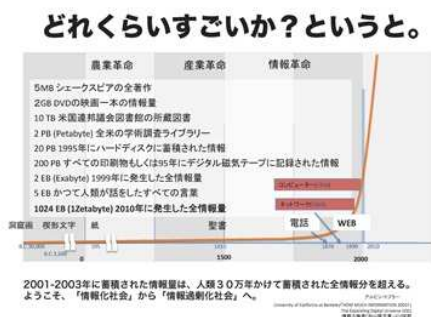 どれくらいすごいか？というと。
農業革命 産業革命 情報革命
5MB シェークスピアの全著作
2GB DVDの映画一本の情報量
10 TB 米国連邦議会図書館の所蔵図書
2 PB (Petabyte) 全米の学術調査ライブラリー
20 PB 1995年にハードディスクに蓄積された情報
200 PB すべての印刷物もしくは95年にデジタル磁気テープに記録された情報
2 EB (Exabyte) 1999年に発生した全情報量
5 EB かつて人類が話をしたすべての言葉
1024 EB (1Zetabyte) 2010年に発生した全情報量
コンピューター
ネットワーク
電話 WEB
洞窟画 楔形文字 紙 聖書
0 1500 2000
2001-2003年に蓄積された情報量は、人類３０万年かけて蓄積された全情報分を超える。
ようこそ、「情報化社会」から「情報過剰化社会」へ。